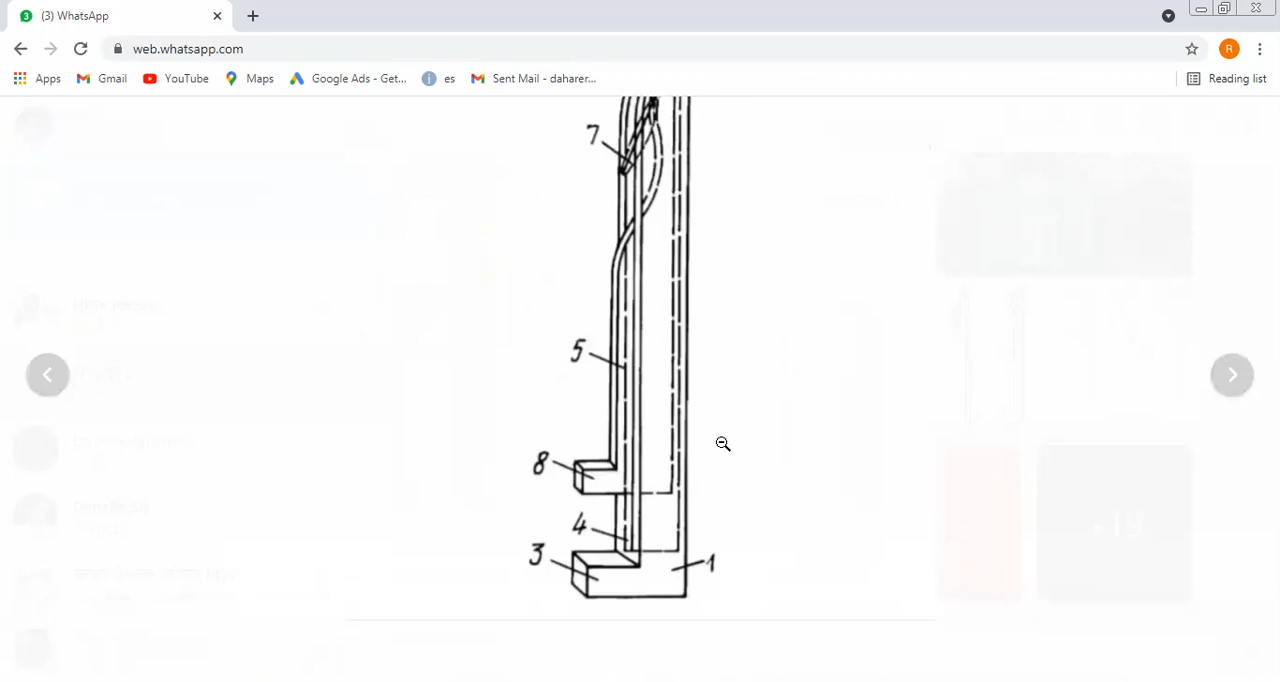 (3) WhatsApp
web.whatsapp.com
Apps Gmail YouTube Maps Google Ads - Get... es Sent Mail - daharer... Reading list
7
5
8
4
3 1